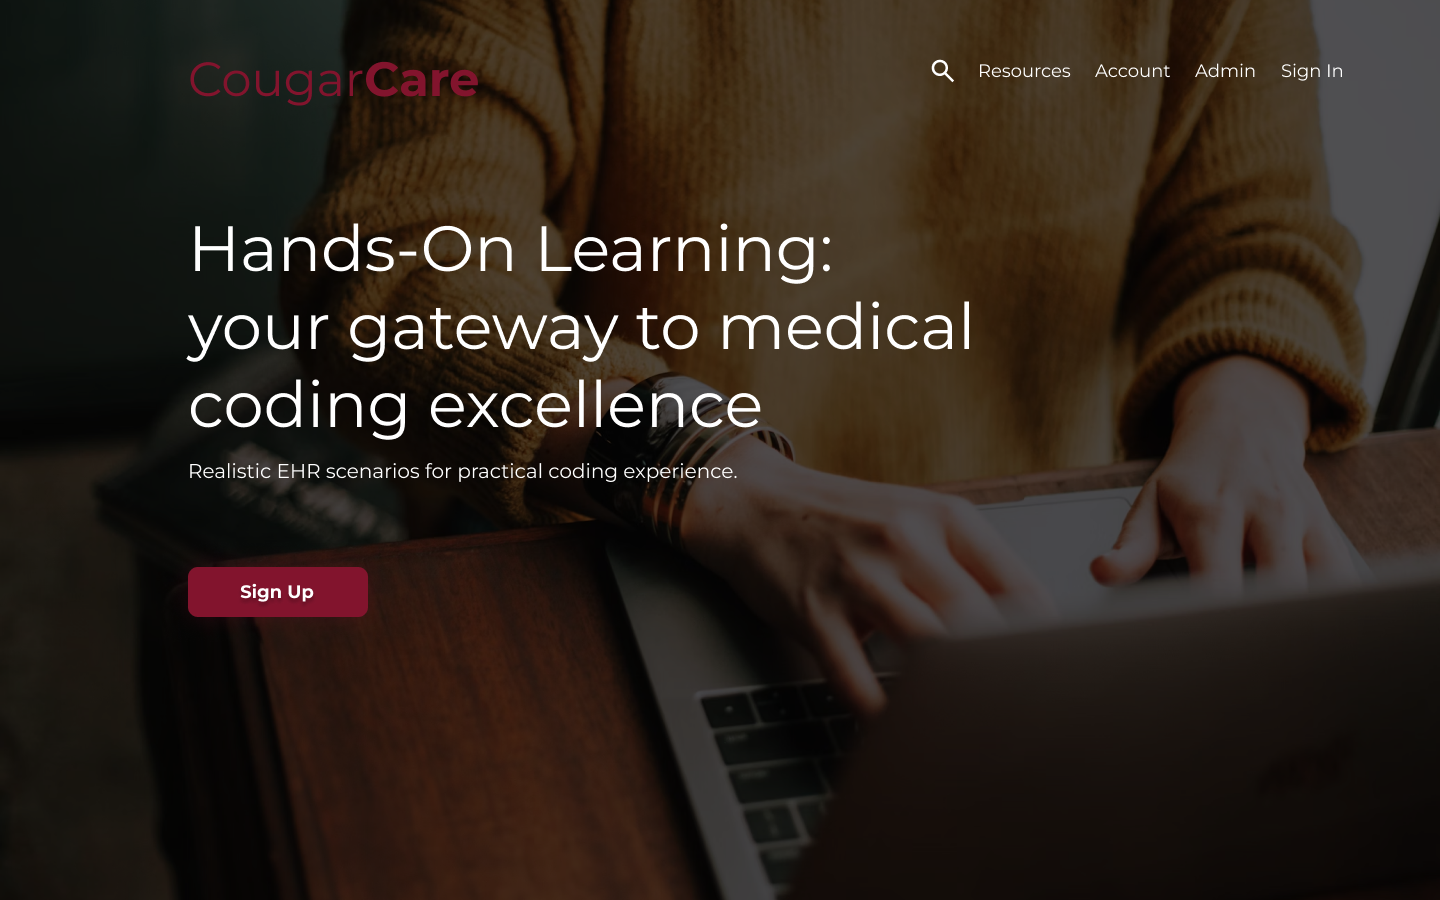 CougarCare
Resources Account Admin Sign In
Hands-On Learning:
your gateway to medical
coding excellence
Realistic EHR scenarios for practical coding experience.
Sign Up